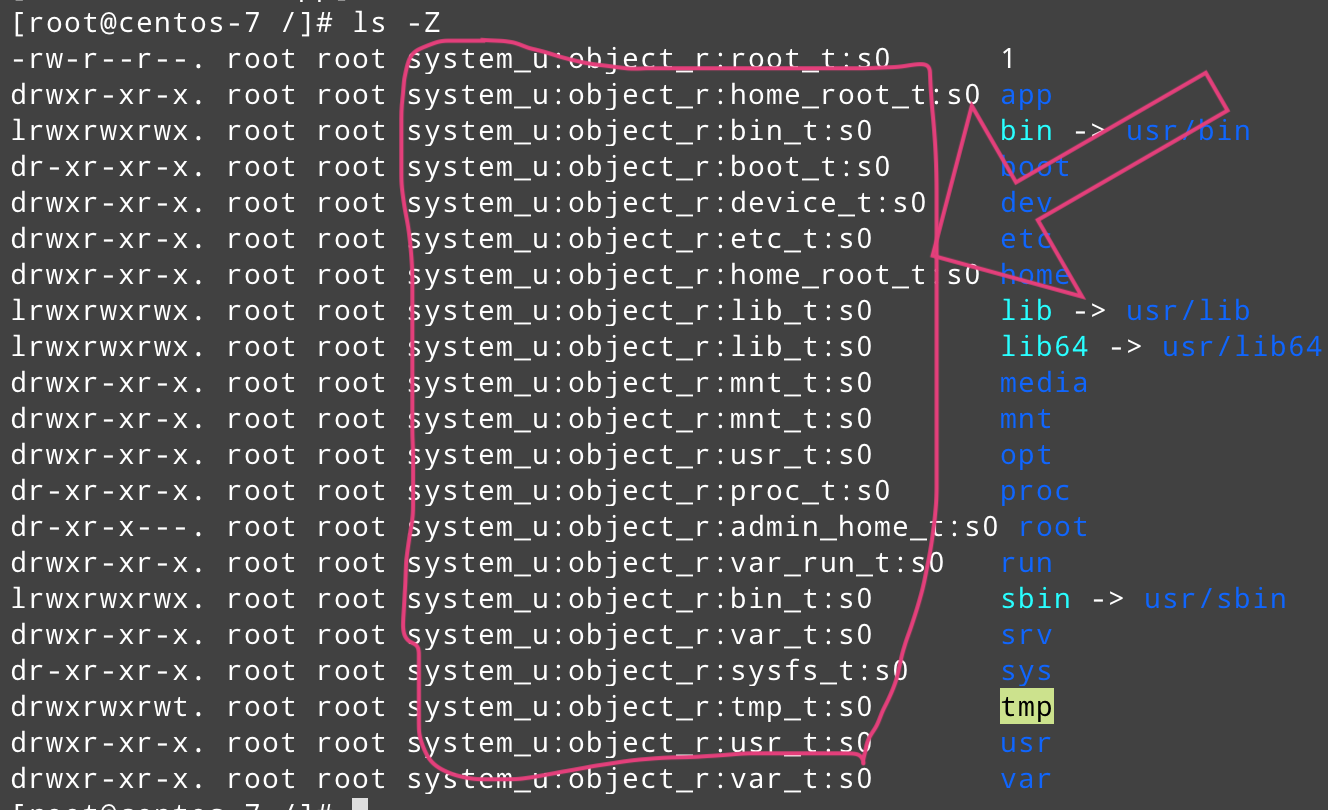 [root@centos-7 /]# ls -Z
-rw-r--r--. root root system_u:object_r:root_t:s0      1
drwxr-xr-x. root root system_u:object_r:home_root_t:s0 app
lrwxrwxrwx. root root system_u:object_r:bin_t:s0       bin -> usr/bin
dr-xr-xr-x. root root system_u:object_r:boot_t:s0      boot
drwxr-xr-x. root root system_u:object_r:device_t:s0    dev
drwxr-xr-x. root root system_u:object_r:etc_t:s0       etc
drwxr-xr-x. root root system_u:object_r:home_root_t:s0 home
lrwxrwxrwx. root root system_u:object_r:lib_t:s0       lib -> usr/lib
lrwxrwxrwx. root root system_u:object_r:lib_t:s0       lib64 -> usr/lib64
drwxr-xr-x. root root system_u:object_r:mnt_t:s0       media
drwxr-xr-x. root root system_u:object_r:mnt_t:s0       mnt
drwxr-xr-x. root root system_u:object_r:usr_t:s0       opt
dr-xr-xr-x. root root system_u:object_r:proc_t:s0      proc
dr-xr-x---. root root system_u:object_r:admin_home_t:s0 root
drwxr-xr-x. root root system_u:object_r:var_run_t:s0   run
lrwxrwxrwx. root root system_u:object_r:bin_t:s0       sbin -> usr/sbin
drwxr-xr-x. root root system_u:object_r:var_t:s0       srv
dr-xr-xr-x. root root system_u:object_r:sysfs_t:s0     sys
drwxrwxrwt. root root system_u:object_r:tmp_t:s0       tmp
drwxr-xr-x. root root system_u:object_r:usr_t:s0       usr
drwxr-xr-x. root root system_u:object_r:var_t:s0       var
[root@centos-7 /]#